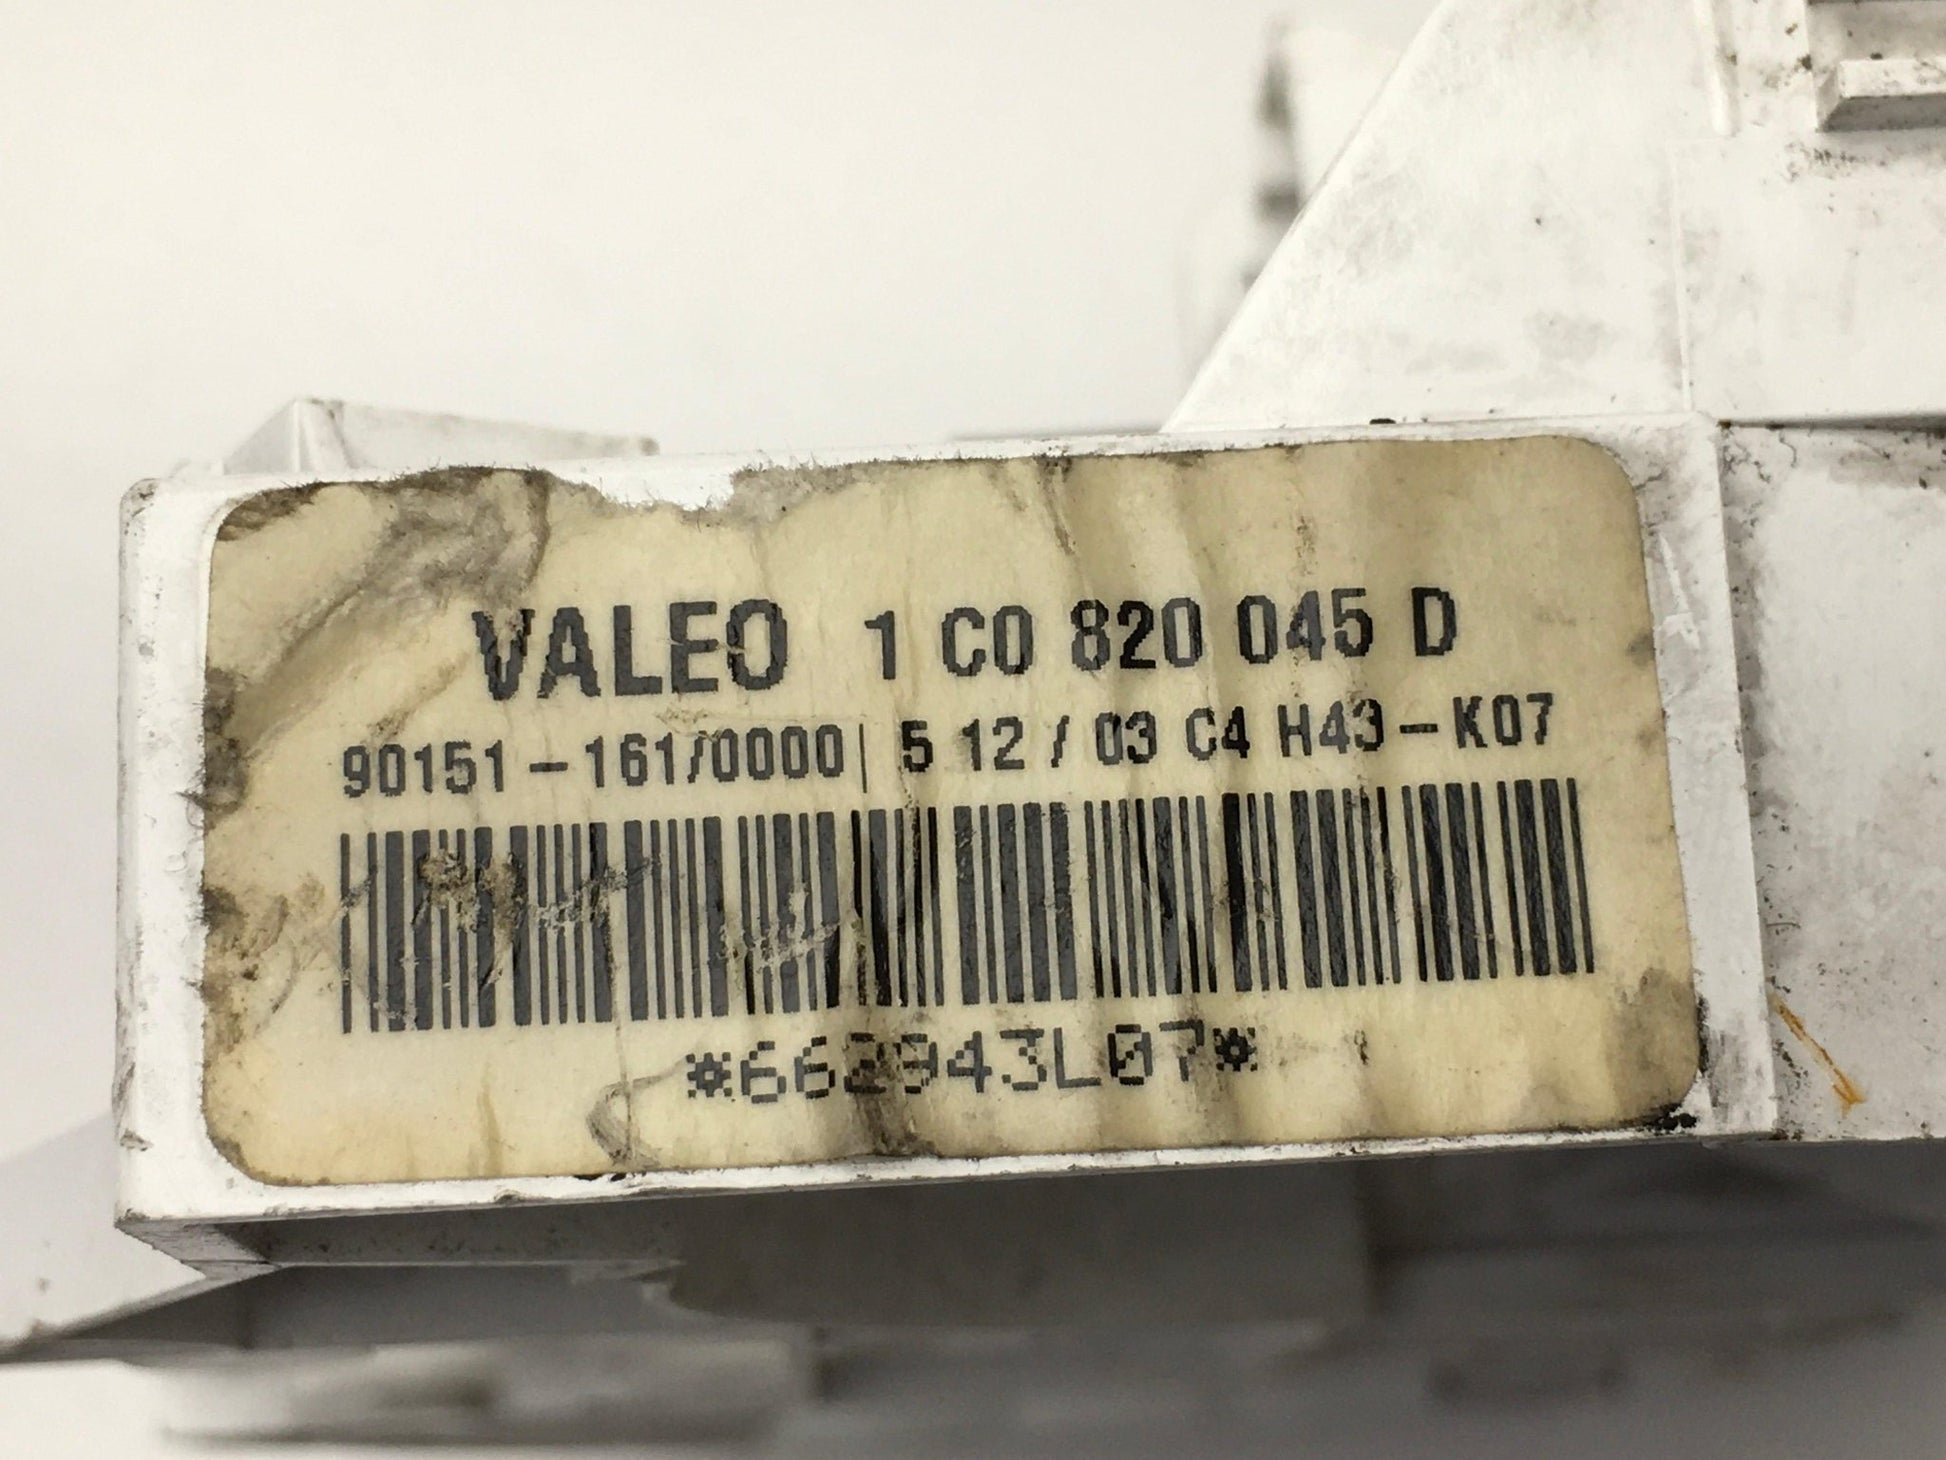 VALEO 1 C0 820 045 D
90151-161/0000| 5 12 / 03 C4 H43-K07
*662943L07*